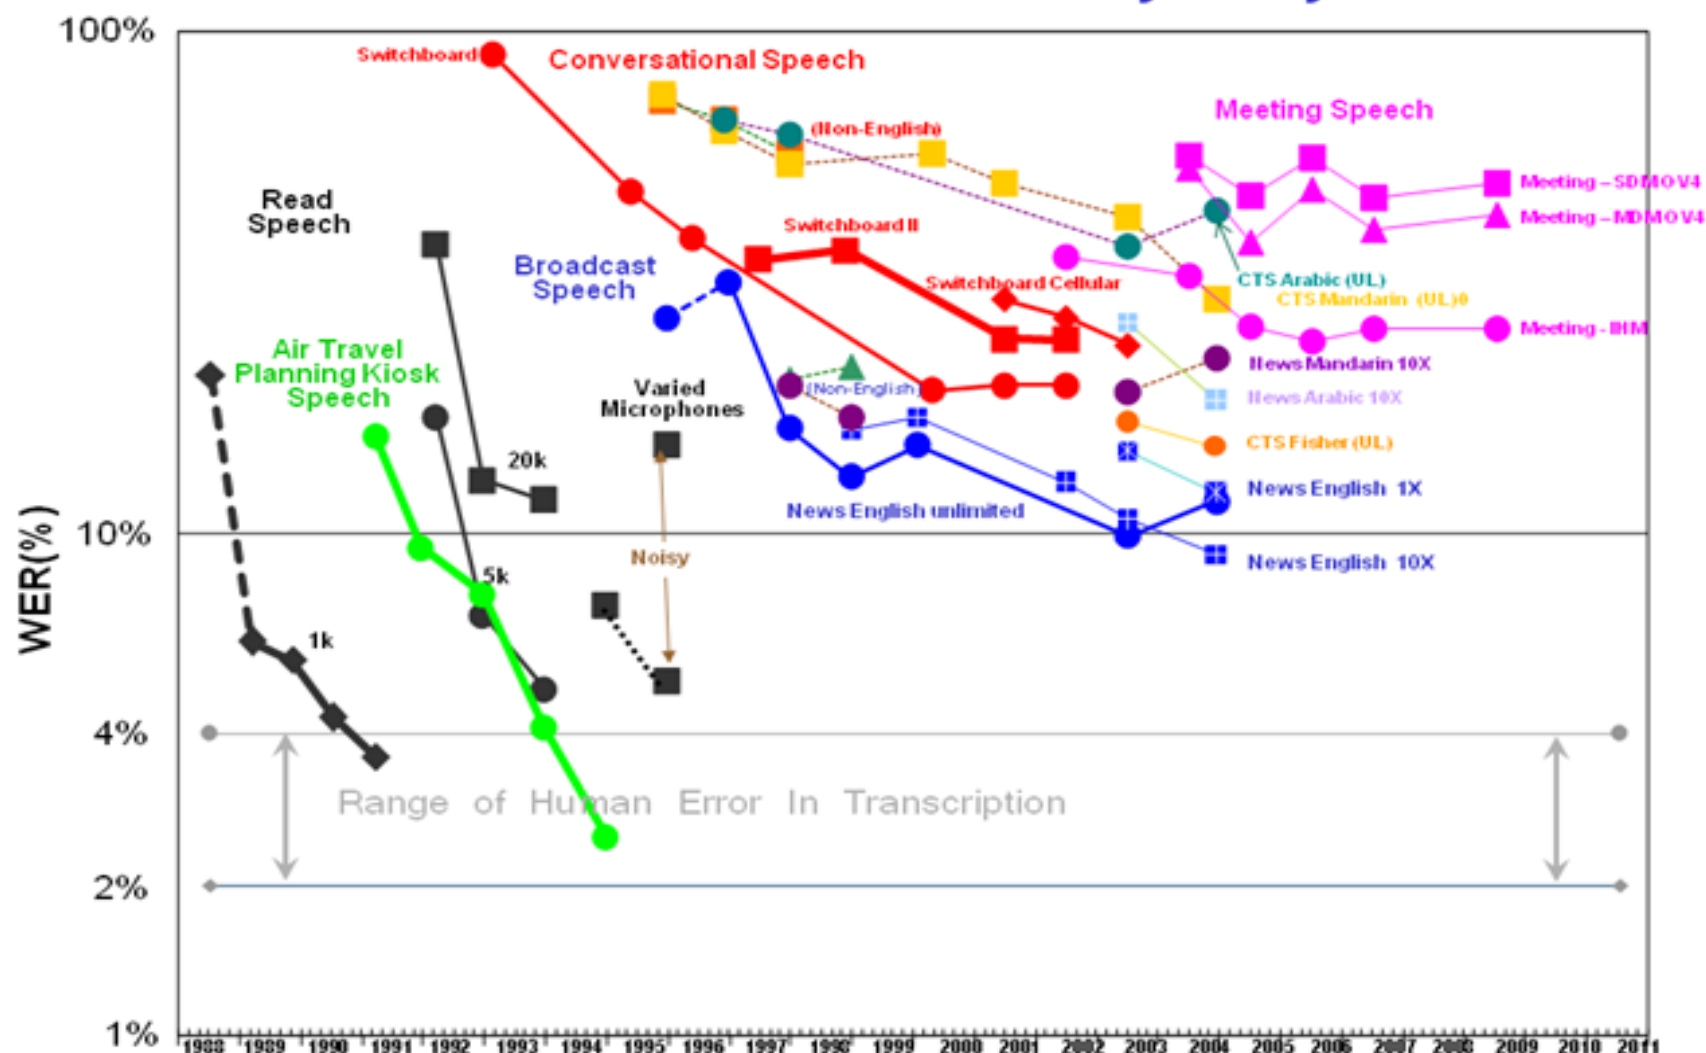 100%
Switchboard
Conversational Speech
Meeting Speech
(Non-English)
Read
Speech
Meeting – SDM OV4
Meeting – MDM OV4
Switchboard II
Broadcast
Speech
CTS Arabic (UL)
Switchboard Cellular
CTS Mandarin (UL)0
Meeting - IHM
Air Travel
Planning Kiosk
Speech
News Mandarin 10X
Varied
Microphones
(Non-English)
News Arabic 10X
CTS Fisher (UL)
20k
News English 1X
News English unlimited
WER(%)
10%
Noisy
News English 10X
5k
1k
4%
Range of Human Error In Transcription
2%
1%
1988 1989 1990 1991 1992 1993 1994 1995 1996 1997 1998 1999 2000 2001 2002 2003 2004 2005 2006 2007 2008 2009 2010 2011